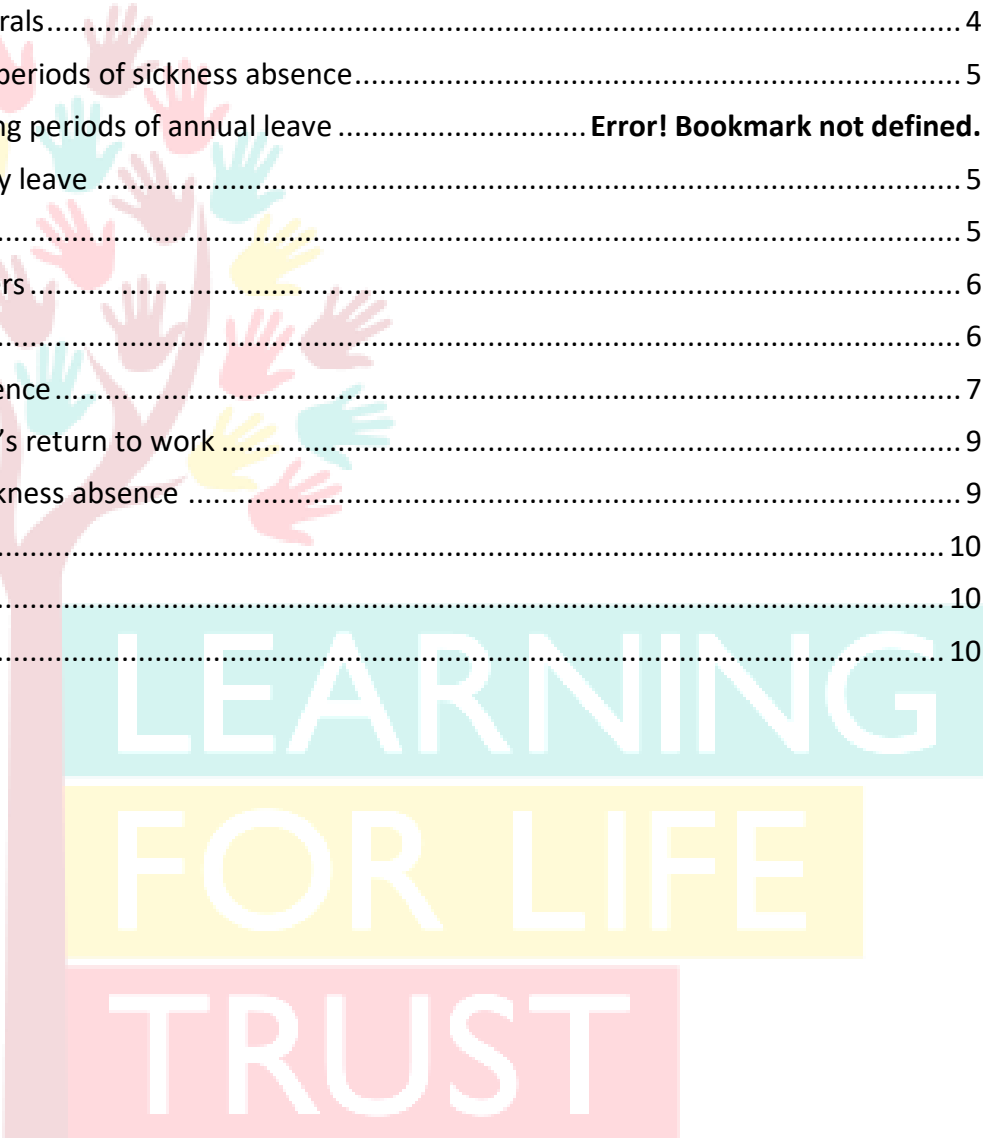 rals........................................................................................................................ 4
periods of sickness absence.................................................................................. 5
ng periods of annual leave ................................. Error! Bookmark not defined.
y leave .................................................................................................................. 5
................................................................................................................................ 5
rs........................................................................................................................... 6
................................................................................................................................ 6
ence....................................................................................................................... 7
's return to work ................................................................................................... 9
kness absence ....................................................................................................... 9
............................................................................................................................... 10
............................................................................................................................... 10
............................................................................................................................... 10
LEARNING
FOR LIFE
TRUST